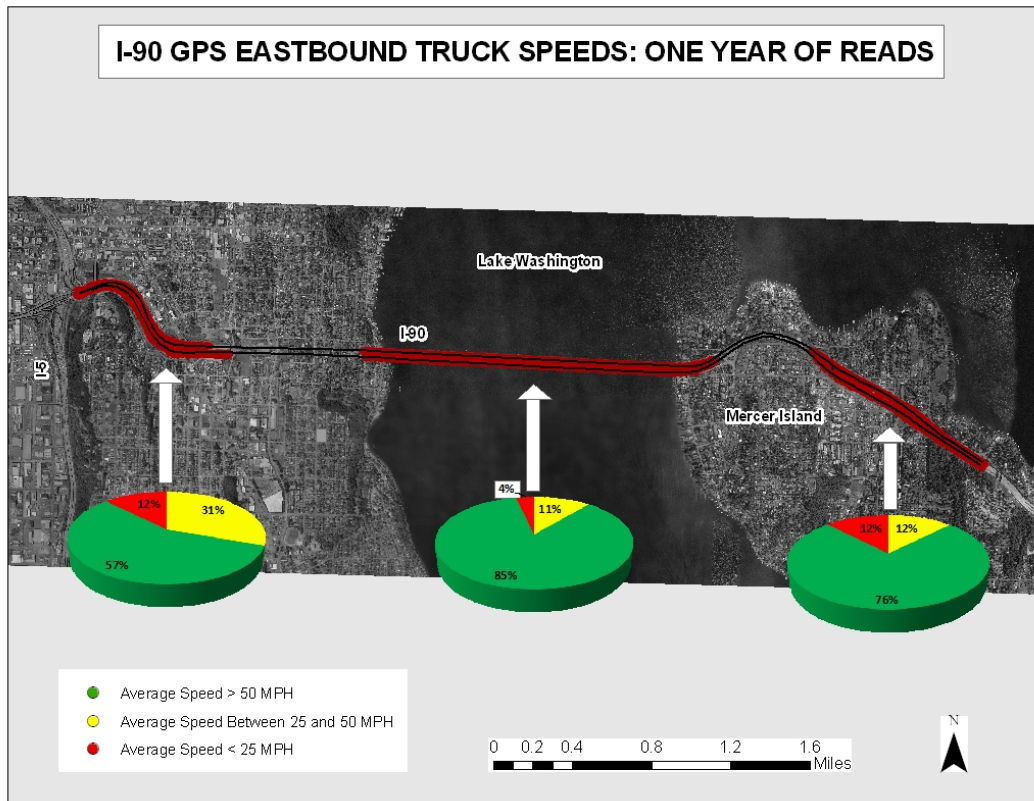 I-90 GPS EASTBOUND TRUCK SPEEDS: ONE YEAR OF READS
Lake Washington
I-90
I-5
Mercer Island
12%
31%
57%
4%
11%
85%
12%
12%
76%
Average Speed > 50 MPH
Average Speed Between 25 and 50 MPH
Average Speed < 25 MPH
0 0.2 0.4 0.8 1.2 1.6
Miles
N